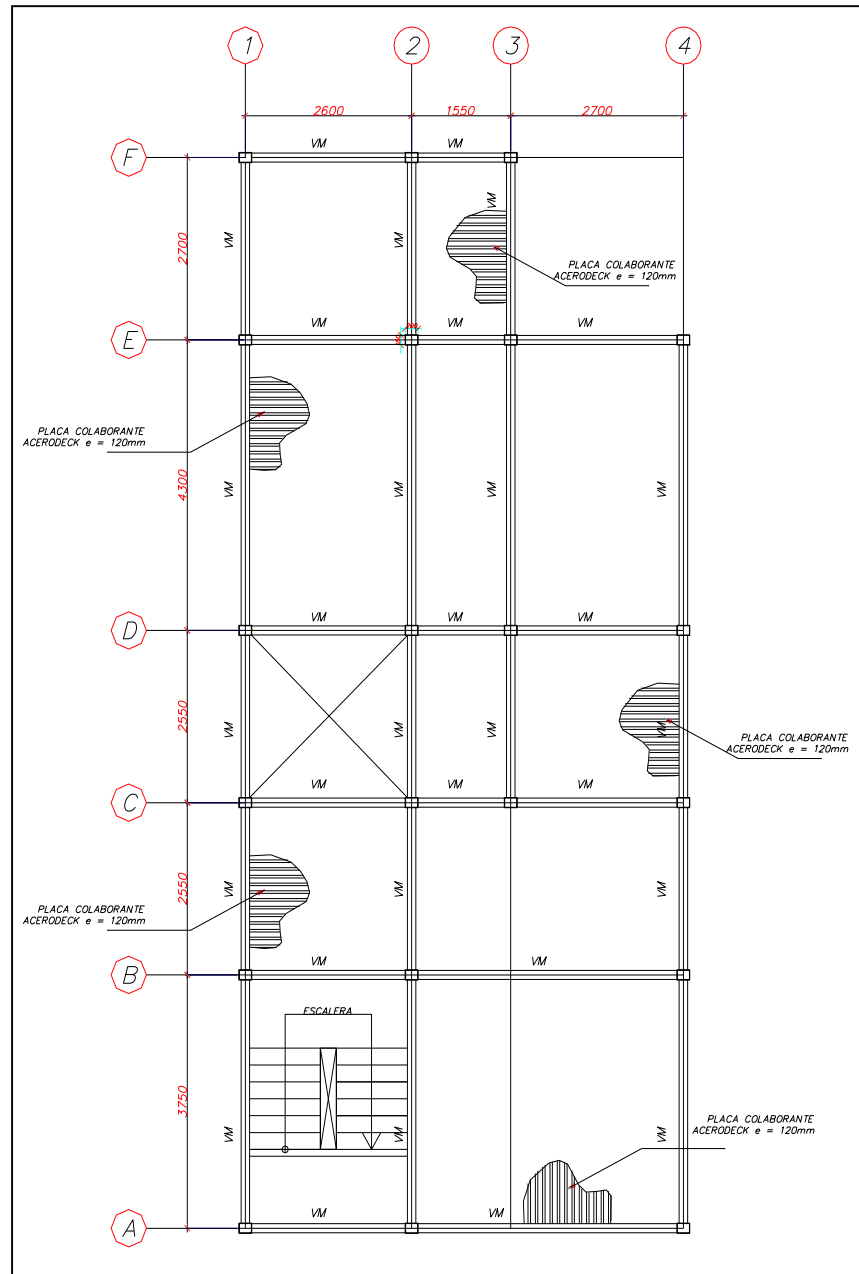 1
2
3
4
2600
1550
2700
VM
VM
F
VM
VM
VM
2700
PLACA COLABORANTE
ACERODECK e = 120mm
VM
VM
VM
E
PLACA COLABORANTE
ACERODECK e = 120mm
4300
VM
VM
VM
VM
VM
VM
VM
D
2550
VM
VM
VM
VM
PLACA COLABORANTE
ACERODECK e = 120mm
VM
VM
VM
C
2550
VM
VM
VM
PLACA COLABORANTE
ACERODECK e = 120mm
VM
VM
B
ESCALERA
3750
VM
VM
VM
PLACA COLABORANTE
ACERODECK e = 120mm
VM
VM
A